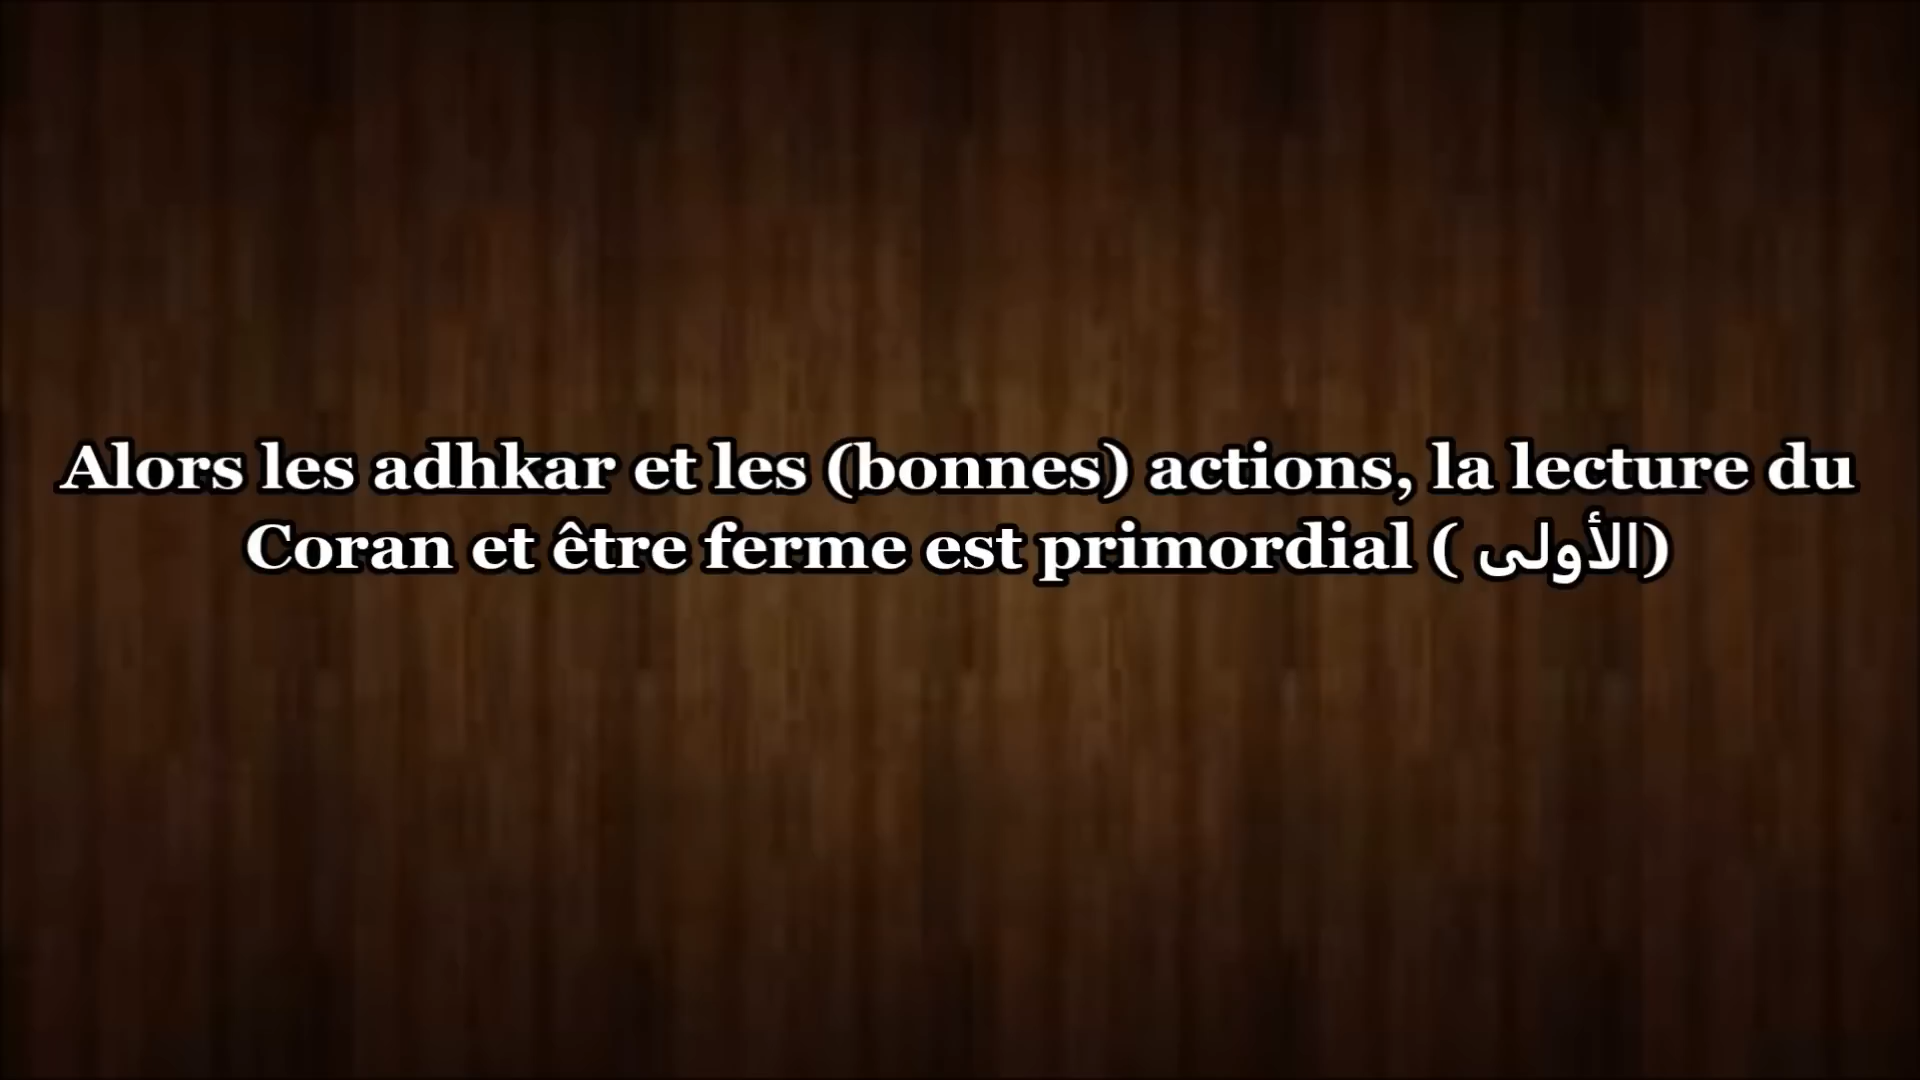 Alors les adhkar et les (bonnes) actions, la lecture du
Coran et être ferme est primordial ( الأولى)